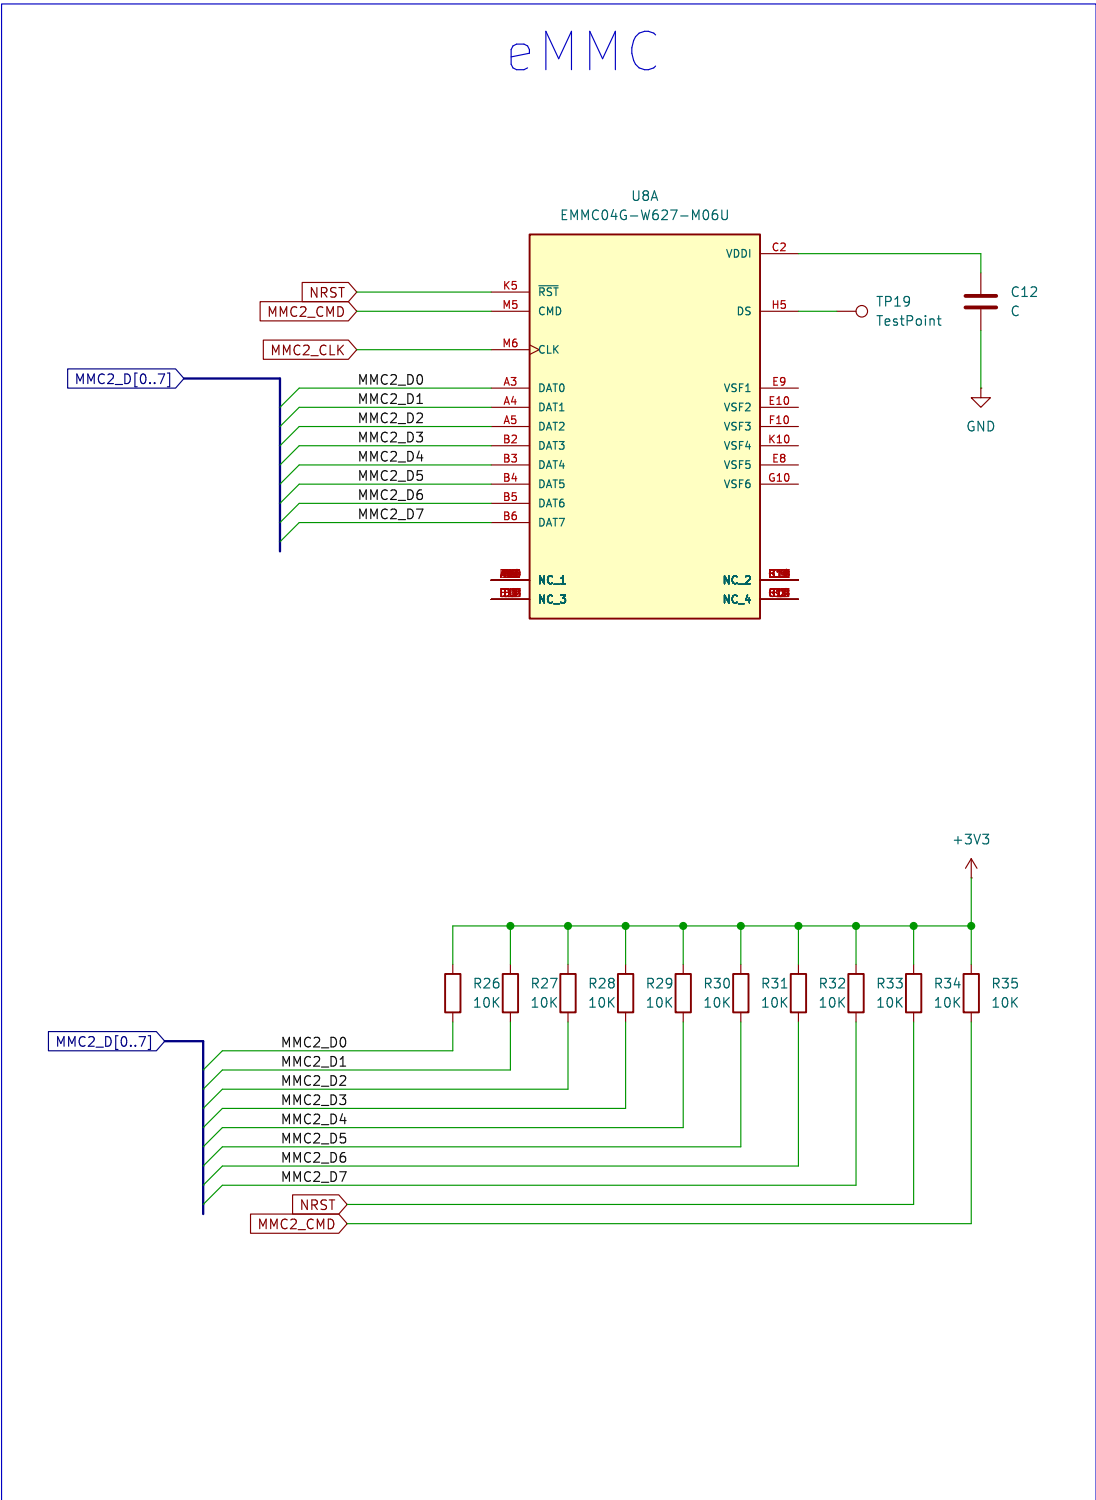 eMMC
U8A
EMMC04G-W627-M06U
C2
VDDI
NRST
K5
RST
MMC2_CMD
M5
CMD
DS
H5
TP19
TestPoint
C12
C
MMC2_CLK
M6
CLK
MMC2_D[0..7]
MMC2_D0
A3
DAT0
VSF1
E9
MMC2_D1
A4
DAT1
VSF2
E10
MMC2_D2
A5
DAT2
VSF3
F10
GND
MMC2_D3
B2
DAT3
VSF4
K10
MMC2_D4
B3
DAT4
VSF5
E8
MMC2_D5
B4
DAT5
VSF6
G10
MMC2_D6
B5
DAT6
MMC2_D7
B6
DAT7
NC_1
NC_2
NC_3
NC_4
+3V3
R26
10K
R27
10K
R28
10K
R29
10K
R30
10K
R31
10K
R32
10K
R33
10K
R34
10K
R35
10K
MMC2_D[0..7]
MMC2_D0
MMC2_D1
MMC2_D2
MMC2_D3
MMC2_D4
MMC2_D5
MMC2_D6
MMC2_D7
NRST
MMC2_CMD